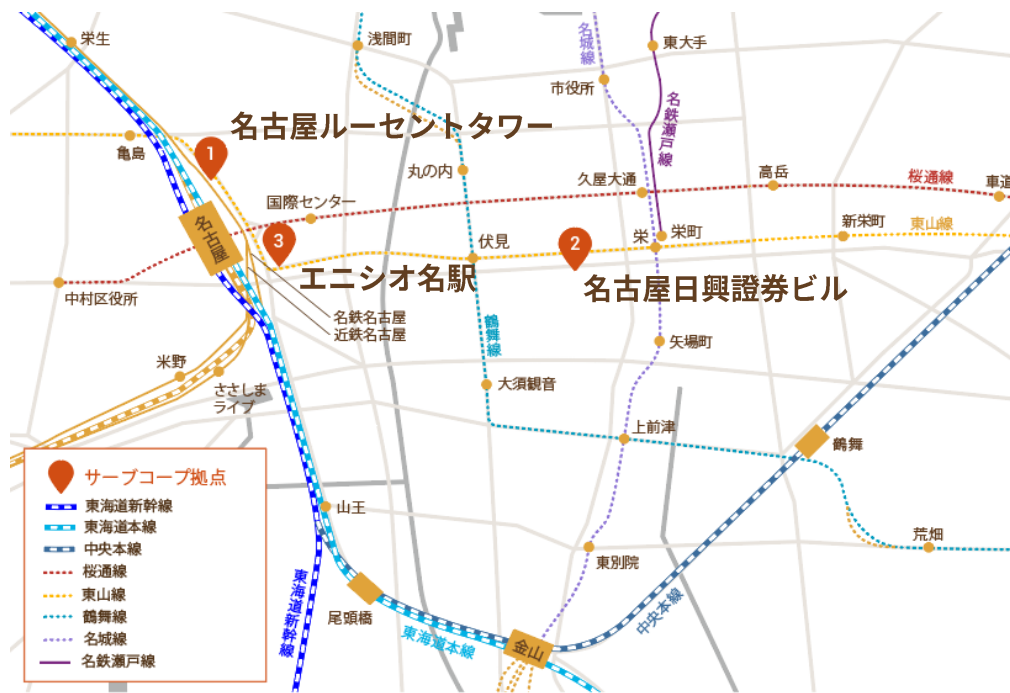 栄生
浅間町
名城線
東大手
市役所
名鉄瀬戸線
名古屋ルーセントタワー
1
亀島
丸の内
久屋大通
高岳
桜通線
車道
国際センター
名古屋
3
伏見
2
栄
栄町
新栄町
東山線
エニシオ名駅
名古屋日興證券ビル
中村区役所
名鉄名古屋
近鉄名古屋
鶴舞線
矢場町
米野
ささしま
ライブ
大須観音
上前津
鶴舞
サーブコープ拠点
東海道新幹線
東海道本線
中央本線
桜通線
東山線
鶴舞線
名城線
名鉄瀬戸線
山王
荒畑
東別院
東海道新幹線
尾頭橋
東海道本線
金山
中央本線